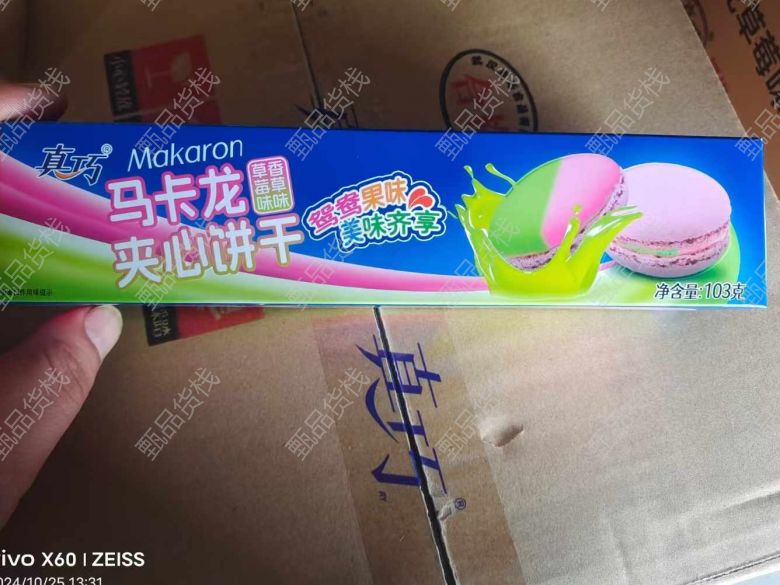 真巧®
Makaron
马卡龙
夹心饼干
草莓味
香草味
鸳鸯果味
美味齐享
净含量:103克
真巧®
vivo X60 | ZEISS
2024/10/25 13:31
甄品货栈